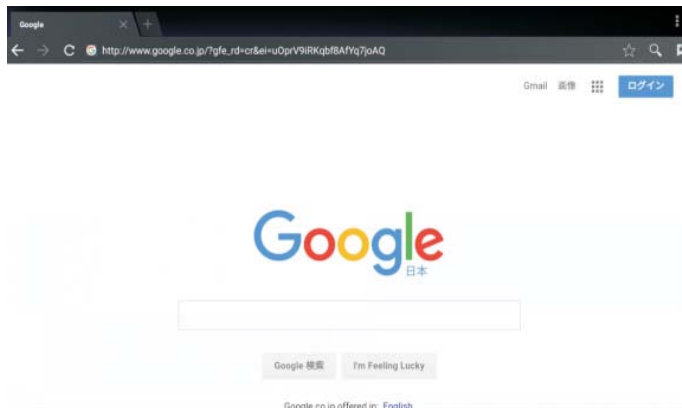 Google
http://www.google.co.jp/?gfe_rd=cr&ei=uOprV9iRKqbf8AfYq7joAQ
Gmail 画像 ログイン
Google
日本
Google 検索 I'm Feeling Lucky
Google.co.jp offered in: English